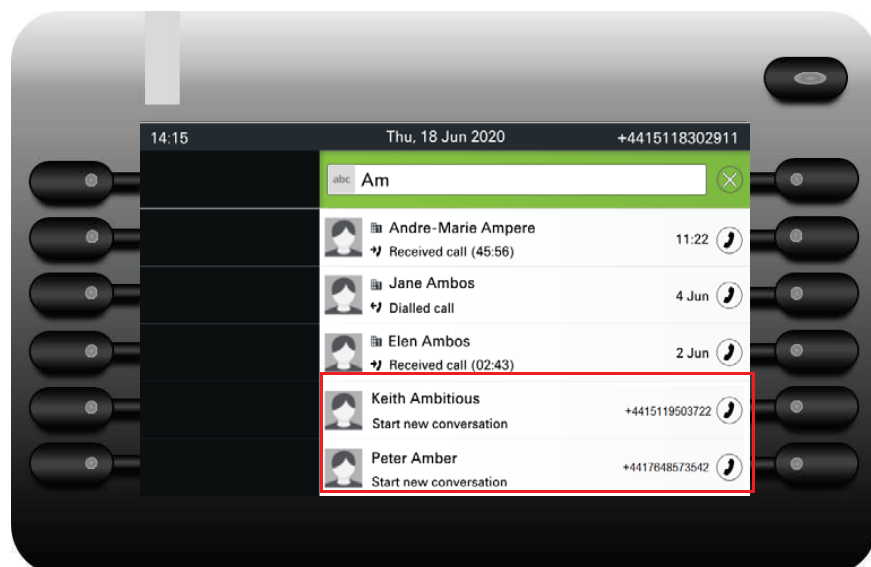 14:15 Thu, 18 Jun 2020 +4415118302911
abc Am
Andre-Marie Ampere
11:22
Received call (45:56)
Jane Ambos
4 Jun
Dialled call
Elen Ambos
2 Jun
Received call (02:43)
Keith Ambitious
+4415119503722
Start new conversation
Peter Amber
+4417648573542
Start new conversation